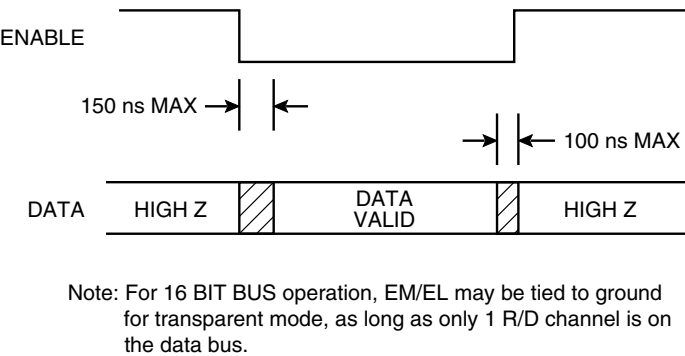 ENABLE
150 ns MAX
100 ns MAX
DATA
HIGH Z
DATA
VALID
HIGH Z
Note: For 16 BIT BUS operation, EM/EL may be tied to ground
for transparent mode, as long as only 1 R/D channel is on
the data bus.